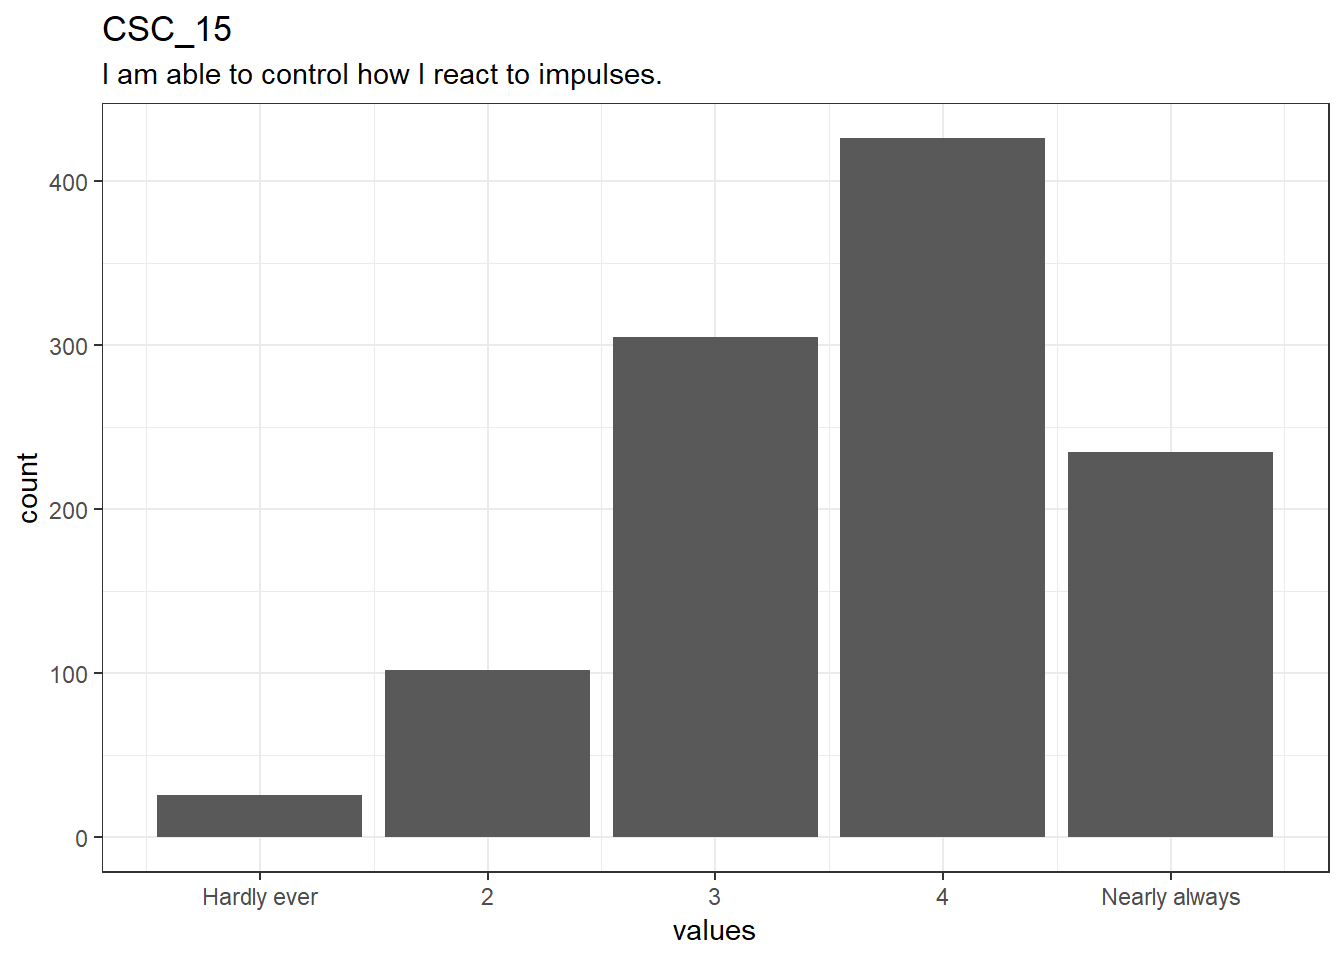 CSC_15
I am able to control how I react to impulses.
400
300
200
100
0
count
Hardly ever 2 3 4 Nearly always
values